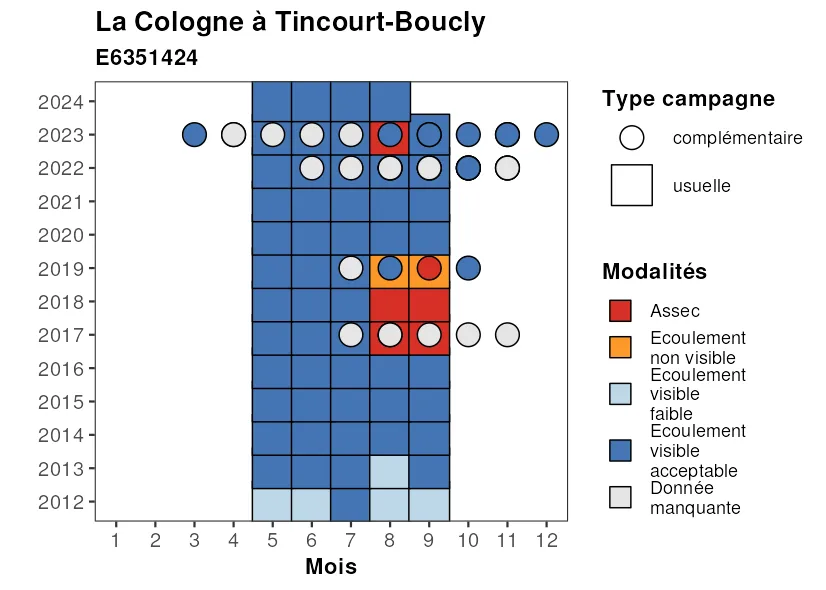 La Cologne à Tincourt-Boucly
E6351424
2024
2023
2022
2021
2020
2019
2018
2017
2016
2015
2014
2013
2012
1 2 3 4 5 6 7 8 9 10 11 12
Mois
Type campagne
complémentaire
usuelle
Modalités
Assec
Ecoulement
non visible
Ecoulement
visible
faible
Ecoulement
visible
acceptable
Donnée
manquante